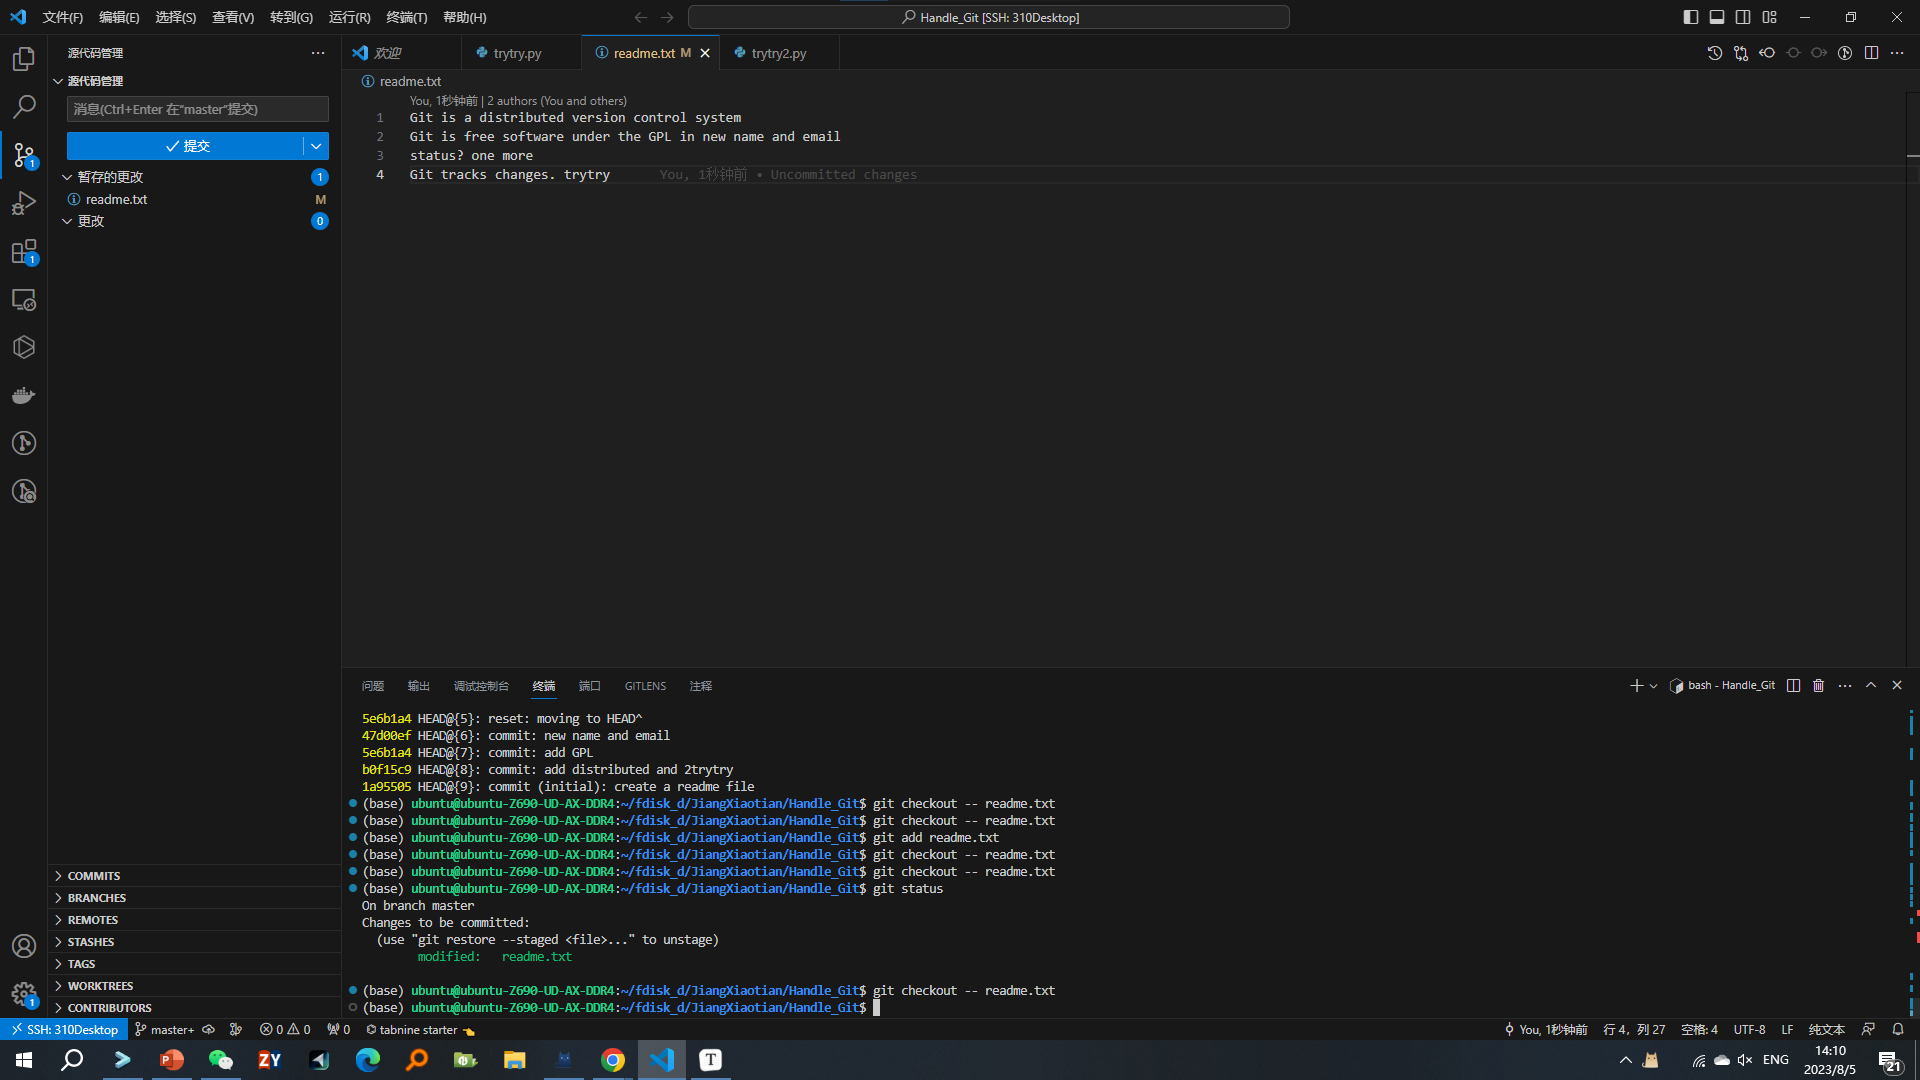 文件(F) 编辑(E) 选择(S) 查看(V) 转到(G) 运行(R) 终端(T) 帮助(H)
Handle_Git [SSH: 310Desktop]
源代码管理
欢迎
trytry.py
readme.txt M
trytry2.py
源代码管理
readme.txt
消息(Ctrl+Enter 在"master"提交)
You, 1秒钟前 | 2 authors (You and others)
1 Git is a distributed version control system
2 Git is free software under the GPL in new name and email
3 status? one more
4 Git tracks changes. trytry You, 1秒钟前 • Uncommitted changes
提交
暂存的更改 1
readme.txt M
更改 0
1
1
1
问题 输出 调试控制台 终端 端口 GITLENS 注释
bash - Handle_Git
5e6b1a4 HEAD@{5}: reset: moving to HEAD^
47d00ef HEAD@{6}: commit: new name and email
5e6b1a4 HEAD@{7}: commit: add GPL
b0f15c9 HEAD@{8}: commit: add distributed and 2trytry
1a95505 HEAD@{9}: commit (initial): create a readme file
(base) ubuntu@ubuntu-Z690-UD-AX-DDR4:~/fdisk_d/JiangXiaotian/Handle_Git$ git checkout -- readme.txt
(base) ubuntu@ubuntu-Z690-UD-AX-DDR4:~/fdisk_d/JiangXiaotian/Handle_Git$ git checkout -- readme.txt
(base) ubuntu@ubuntu-Z690-UD-AX-DDR4:~/fdisk_d/JiangXiaotian/Handle_Git$ git add readme.txt
(base) ubuntu@ubuntu-Z690-UD-AX-DDR4:~/fdisk_d/JiangXiaotian/Handle_Git$ git checkout -- readme.txt
(base) ubuntu@ubuntu-Z690-UD-AX-DDR4:~/fdisk_d/JiangXiaotian/Handle_Git$ git checkout -- readme.txt
(base) ubuntu@ubuntu-Z690-UD-AX-DDR4:~/fdisk_d/JiangXiaotian/Handle_Git$ git status
On branch master
Changes to be committed:
(use "git restore --staged <file>..." to unstage)
modified: readme.txt
(base) ubuntu@ubuntu-Z690-UD-AX-DDR4:~/fdisk_d/JiangXiaotian/Handle_Git$ git checkout -- readme.txt
(base) ubuntu@ubuntu-Z690-UD-AX-DDR4:~/fdisk_d/JiangXiaotian/Handle_Git$
COMMITS
BRANCHES
REMOTES
STASHES
TAGS
WORKTREES
CONTRIBUTORS
SSH: 310Desktop master+ 0 0 0 tabnine starter
You, 1秒钟前 行 4，列 27 空格: 4 UTF-8 LF 纯文本
ZY
T
ENG
14:10
2023/8/5
21